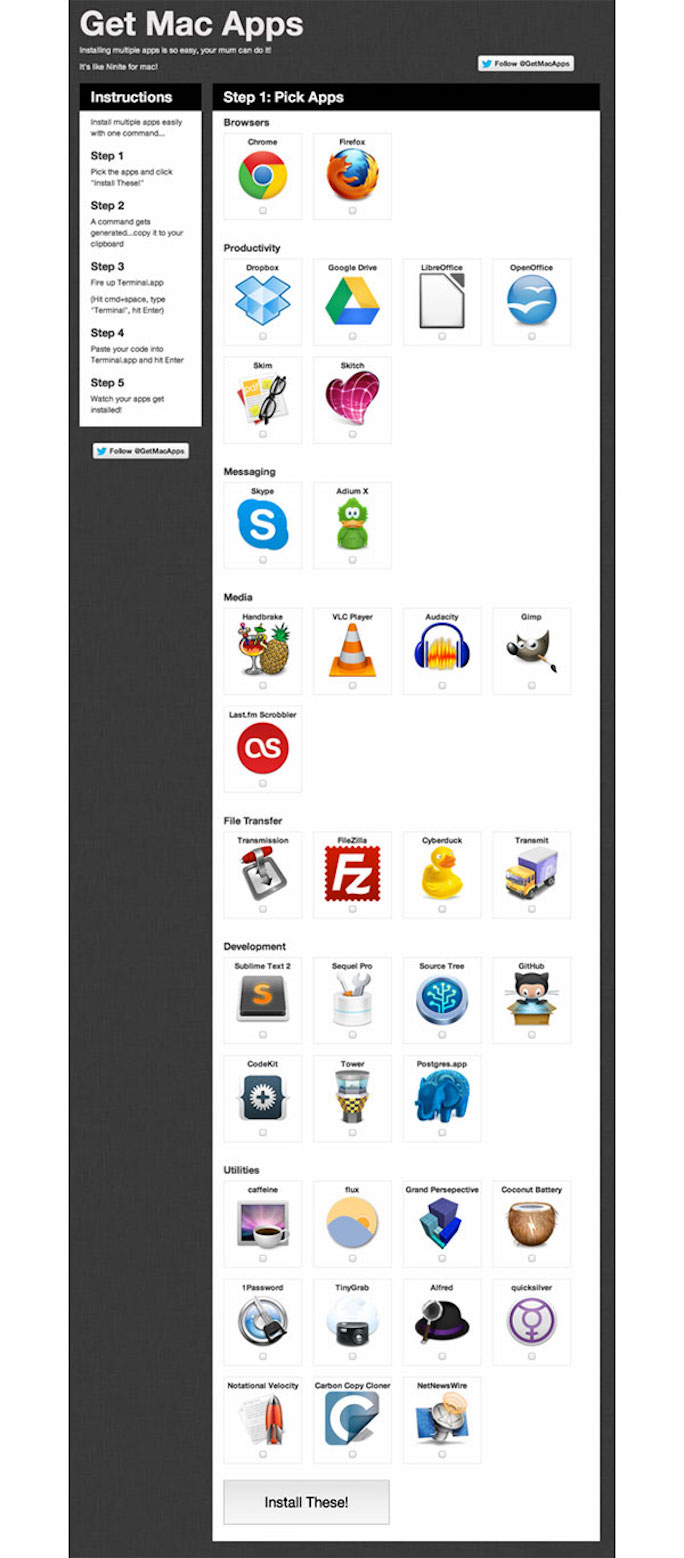 Get Mac Apps
Installing multiple apps is so easy, your mum can do it!
It's like Ninite for mac!
Follow @GetMacApps
Instructions
Install multiple apps easily
with one command...
Step 1
Pick the apps and click
"Install These!"
Step 2
A command gets
generated...copy it to your
clipboard
Step 3
Fire up Terminal.app
(Hit cmd+space, type
"Terminal", hit Enter)
Step 4
Paste your code into
Terminal.app and hit Enter
Step 5
Watch your apps get
installed!
Follow @GetMacApps
Step 1: Pick Apps
Browsers
Chrome Firefox
Productivity
Dropbox Google Drive LibreOffice OpenOffice
Skim Skitch
pdf
Messaging
Skype Adium X
S
Media
Handbrake VLC Player Audacity Gimp
Last.fm Scrobbler
as
File Transfer
Transmission FileZilla Cyberduck Transmit
Fz
Development
Sublime Text 2 Sequel Pro Source Tree GitHub
S
CodeKit Tower Postgres.app
Utilities
caffeine flux Grand Persepective Coconut Battery
1Password TinyGrab Alfred quicksilver
Notational Velocity Carbon Copy Cloner NetNewsWire
C
Install These!